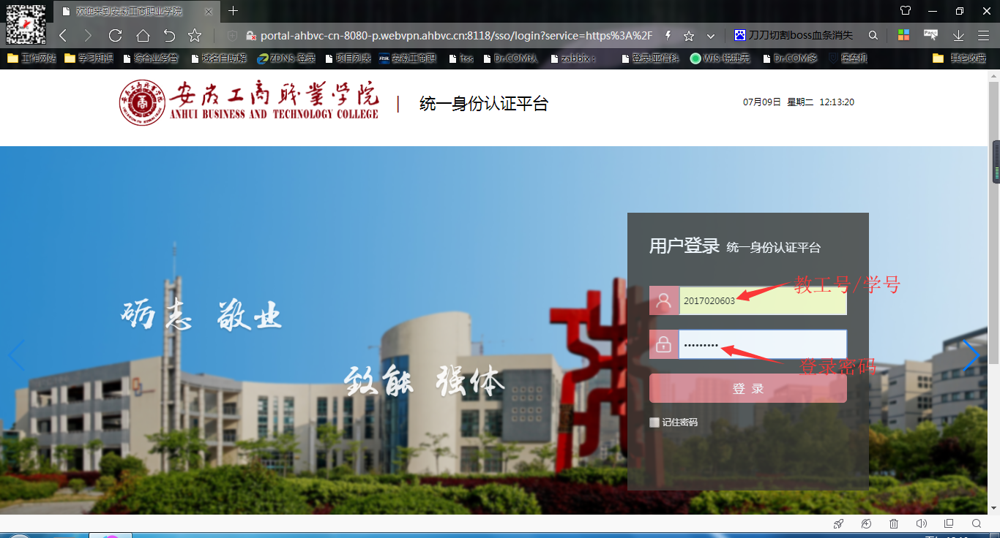 欢迎来到安徽工商职业学院
portal-ahbvc-cn-8080-p.webvpn.ahbvc.cn:8118/sso/login?service=https%3A%2F
刀刀切割boss血条消失
工作网站 学习知识 综合业务管 域名自助解 ZDNS-登录 项目列表 安徽工商职 itss Dr.COM认 zabbix: 登录-亚信科 WIS-锐捷无 Dr.COM多 堡垒机 其它收藏
安徽工商職業学院
ANHUI BUSINESS AND TECHNOLOGY COLLEGE
| 统一身份认证平台
07月09日 星期二 12:13:20
用户登录 统一身份认证平台
教工号/学号
2017020603
•••••••••
登录密码
登 录
记住密码
砺志 敬业
致能 强体